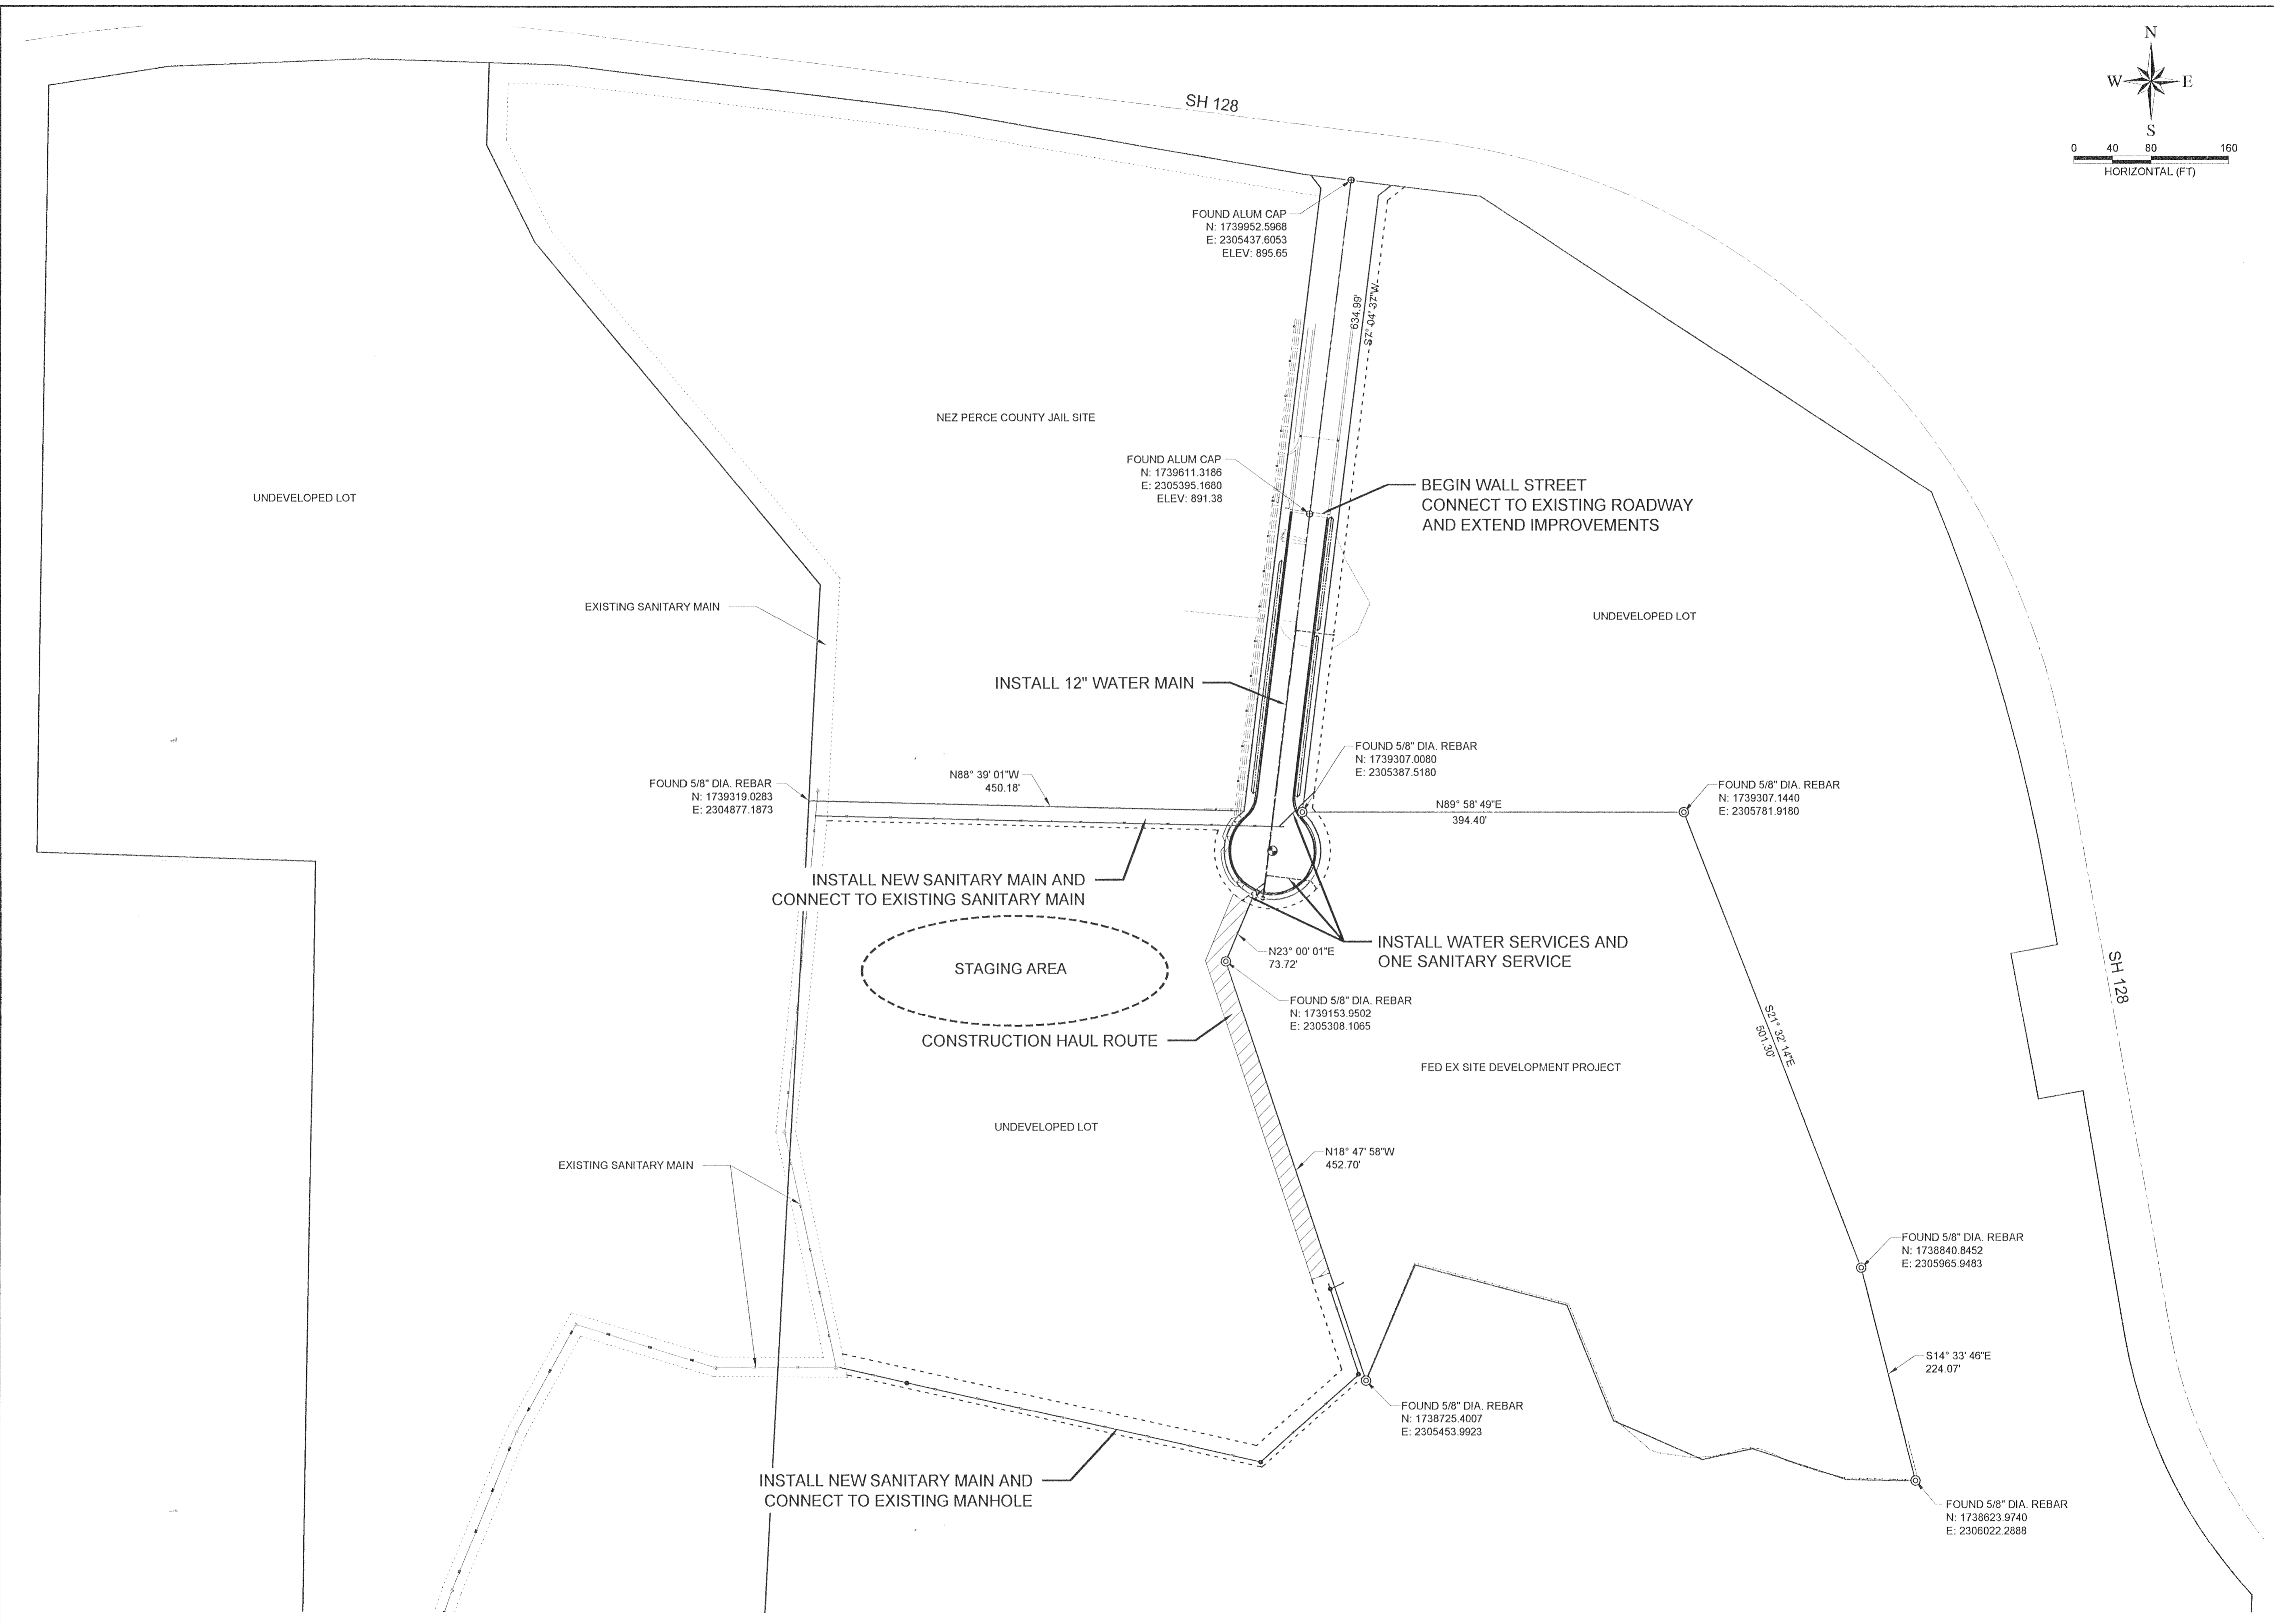 N
W E
S
0 40 80 160
HORIZONTAL (FT)
SH 128
FOUND ALUM CAP
N: 1739952.5968
E: 2305437.6053
ELEV: 895.65
634.99'
S7° 04' 37"W
NEZ PERCE COUNTY JAIL SITE
FOUND ALUM CAP
N: 1739611.3186
E: 2305395.1680
ELEV: 891.38
BEGIN WALL STREET
CONNECT TO EXISTING ROADWAY
AND EXTEND IMPROVEMENTS
UNDEVELOPED LOT
EXISTING SANITARY MAIN
UNDEVELOPED LOT
INSTALL 12" WATER MAIN
FOUND 5/8" DIA. REBAR
N: 1739307.0080
E: 2305387.5180
N88° 39' 01"W
450.18'
FOUND 5/8" DIA. REBAR
N: 1739319.0283
E: 2304877.1873
FOUND 5/8" DIA. REBAR
N: 1739307.1440
E: 2305781.9180
N89° 58' 49"E
394.40'
INSTALL NEW SANITARY MAIN AND
CONNECT TO EXISTING SANITARY MAIN
INSTALL WATER SERVICES AND
ONE SANITARY SERVICE
N23° 00' 01"E
73.72'
STAGING AREA
FOUND 5/8" DIA. REBAR
N: 1739153.9502
E: 2305308.1065
CONSTRUCTION HAUL ROUTE
SH 128
S21° 32' 14"E
501.30'
FED EX SITE DEVELOPMENT PROJECT
UNDEVELOPED LOT
N18° 47' 58"W
452.70'
EXISTING SANITARY MAIN
FOUND 5/8" DIA. REBAR
N: 1738840.8452
E: 2305965.9483
S14° 33' 46"E
224.07'
FOUND 5/8" DIA. REBAR
N: 1738725.4007
E: 2305453.9923
INSTALL NEW SANITARY MAIN AND
CONNECT TO EXISTING MANHOLE
FOUND 5/8" DIA. REBAR
N: 1738623.9740
E: 2306022.2888